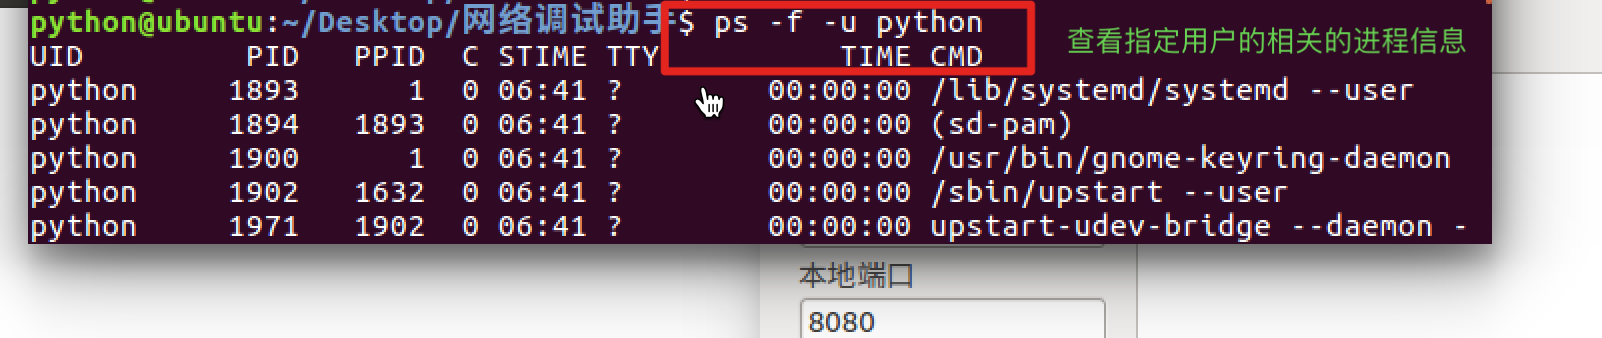 python@ubuntu:~/Desktop/网络调试助手$ ps -f -u python
查看指定用户的相关的进程信息
UID PID PPID C STIME TTY TIME CMD
python 1893 1 0 06:41 ? 00:00:00 /lib/systemd/systemd --user
python 1894 1893 0 06:41 ? 00:00:00 (sd-pam)
python 1900 1 0 06:41 ? 00:00:00 /usr/bin/gnome-keyring-daemon
python 1902 1632 0 06:41 ? 00:00:00 /sbin/upstart --user
python 1971 1902 0 06:41 ? 00:00:00 upstart-udev-bridge --daemon -
本地端口
8080